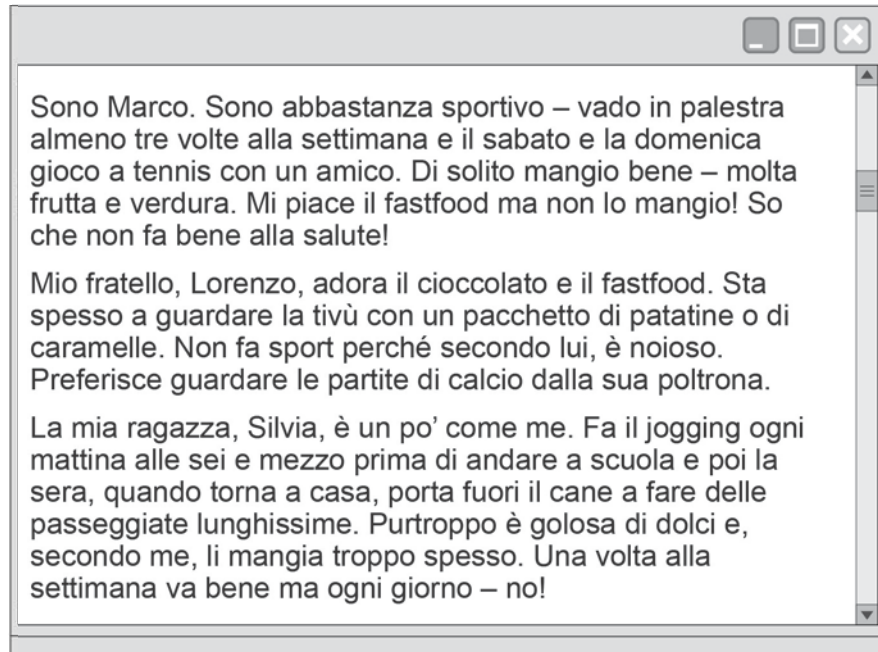 Sono Marco. Sono abbastanza sportivo – vado in palestra
almeno tre volte alla settimana e il sabato e la domenica
gioco a tennis con un amico. Di solito mangio bene – molta
frutta e verdura. Mi piace il fastfood ma non lo mangio! So
che non fa bene alla salute!
Mio fratello, Lorenzo, adora il cioccolato e il fastfood. Sta
spesso a guardare la tivù con un pacchetto di patatine o di
caramelle. Non fa sport perché secondo lui, è noioso.
Preferisce guardare le partite di calcio dalla sua poltrona.
La mia ragazza, Silvia, è un po’ come me. Fa il jogging ogni
mattina alle sei e mezzo prima di andare a scuola e poi la
sera, quando torna a casa, porta fuori il cane a fare delle
passeggiate lunghissime. Purtroppo è golosa di dolci e,
secondo me, li mangia troppo spesso. Una volta alla
settimana va bene ma ogni giorno – no!